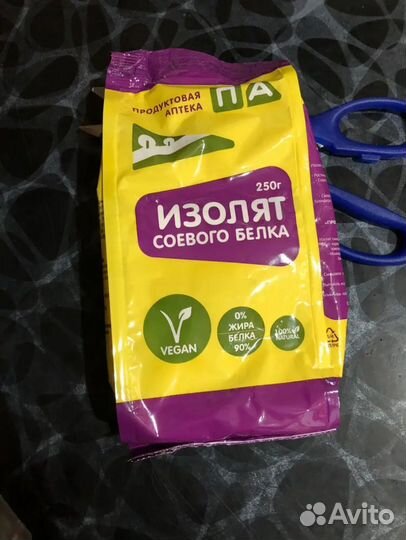 ПРОДУКТОВАЯ
АПТЕКА
ПА
250г
ИЗОЛЯТ
СОЕВОГО БЕЛКА
VEGAN
0%
ЖИРА
БЕЛКА
90%
100%
NATURAL
Avito